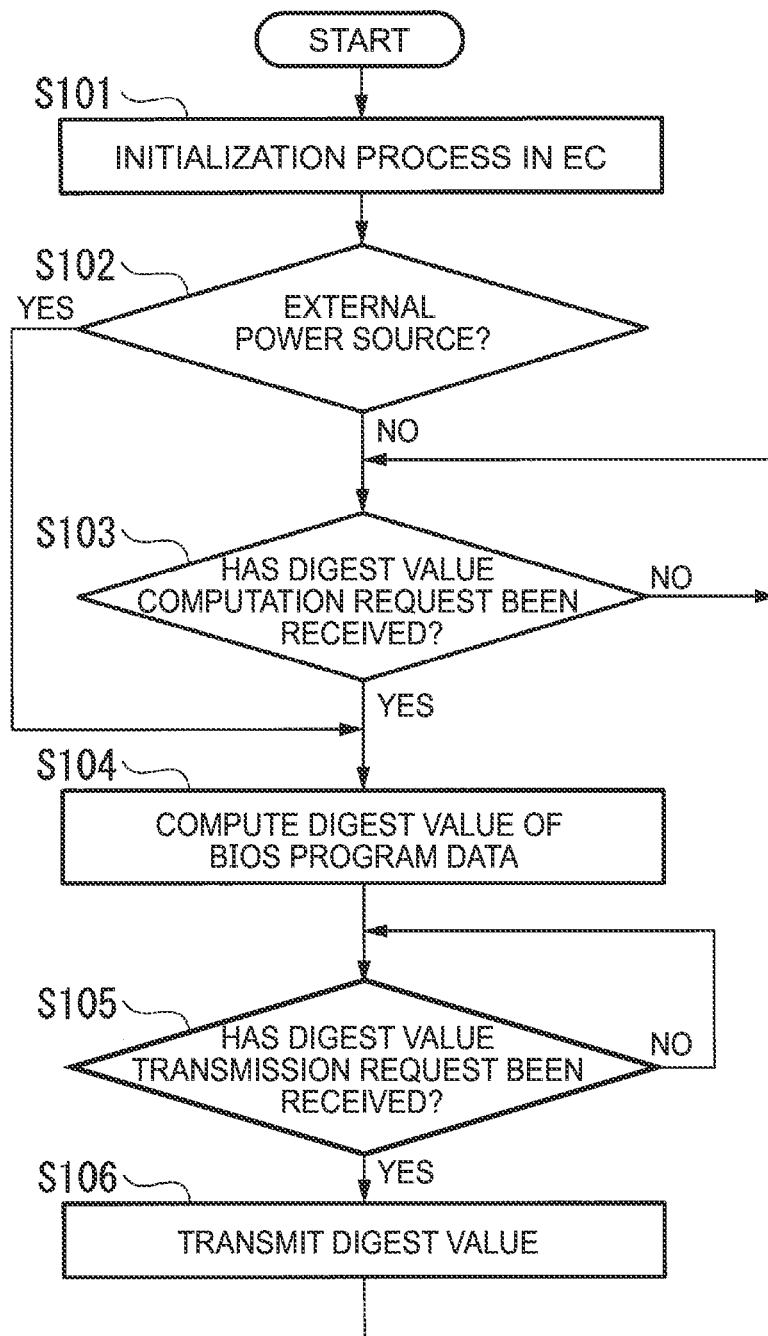 START
S101
INITIALIZATION PROCESS IN EC
S102
YES
EXTERNAL
POWER SOURCE?
NO
S103
HAS DIGEST VALUE
COMPUTATION REQUEST BEEN
RECEIVED?
NO
YES
S104
COMPUTE DIGEST VALUE OF
BIOS PROGRAM DATA
S105
HAS DIGEST VALUE
TRANSMISSION REQUEST BEEN
RECEIVED?
NO
YES
S106
TRANSMIT DIGEST VALUE